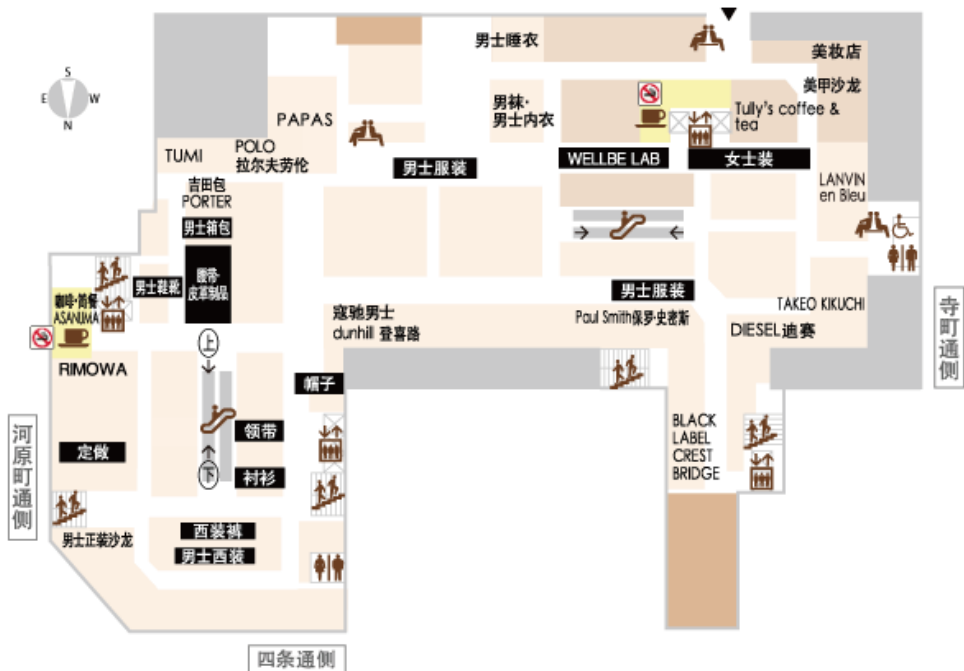 男士睡衣
美妆店
S
E
W
N
男袜·
男士内衣
美甲沙龙
Tully's coffee &
tea
PAPAS
TUMI
POLO
拉尔夫劳伦
男士服装
WELLBE LAB
女士装
吉田包
PORTER
LANVIN
en Bleu
男士箱包
男士鞋靴
腰带·
皮革制品
咖啡·简餐
ASANUMA
男士服装
寇驰男士
dunhill 登喜路
Paul Smith保罗·史密斯
TAKEO KIKUCHI
DIESEL迪赛
上
寺町通侧
RIMOWA
帽子
河原町通侧
定做
领带
BLACK
LABEL
CREST
BRIDGE
下
衬衫
男士正装沙龙
西装裤
男士西装
四条通侧